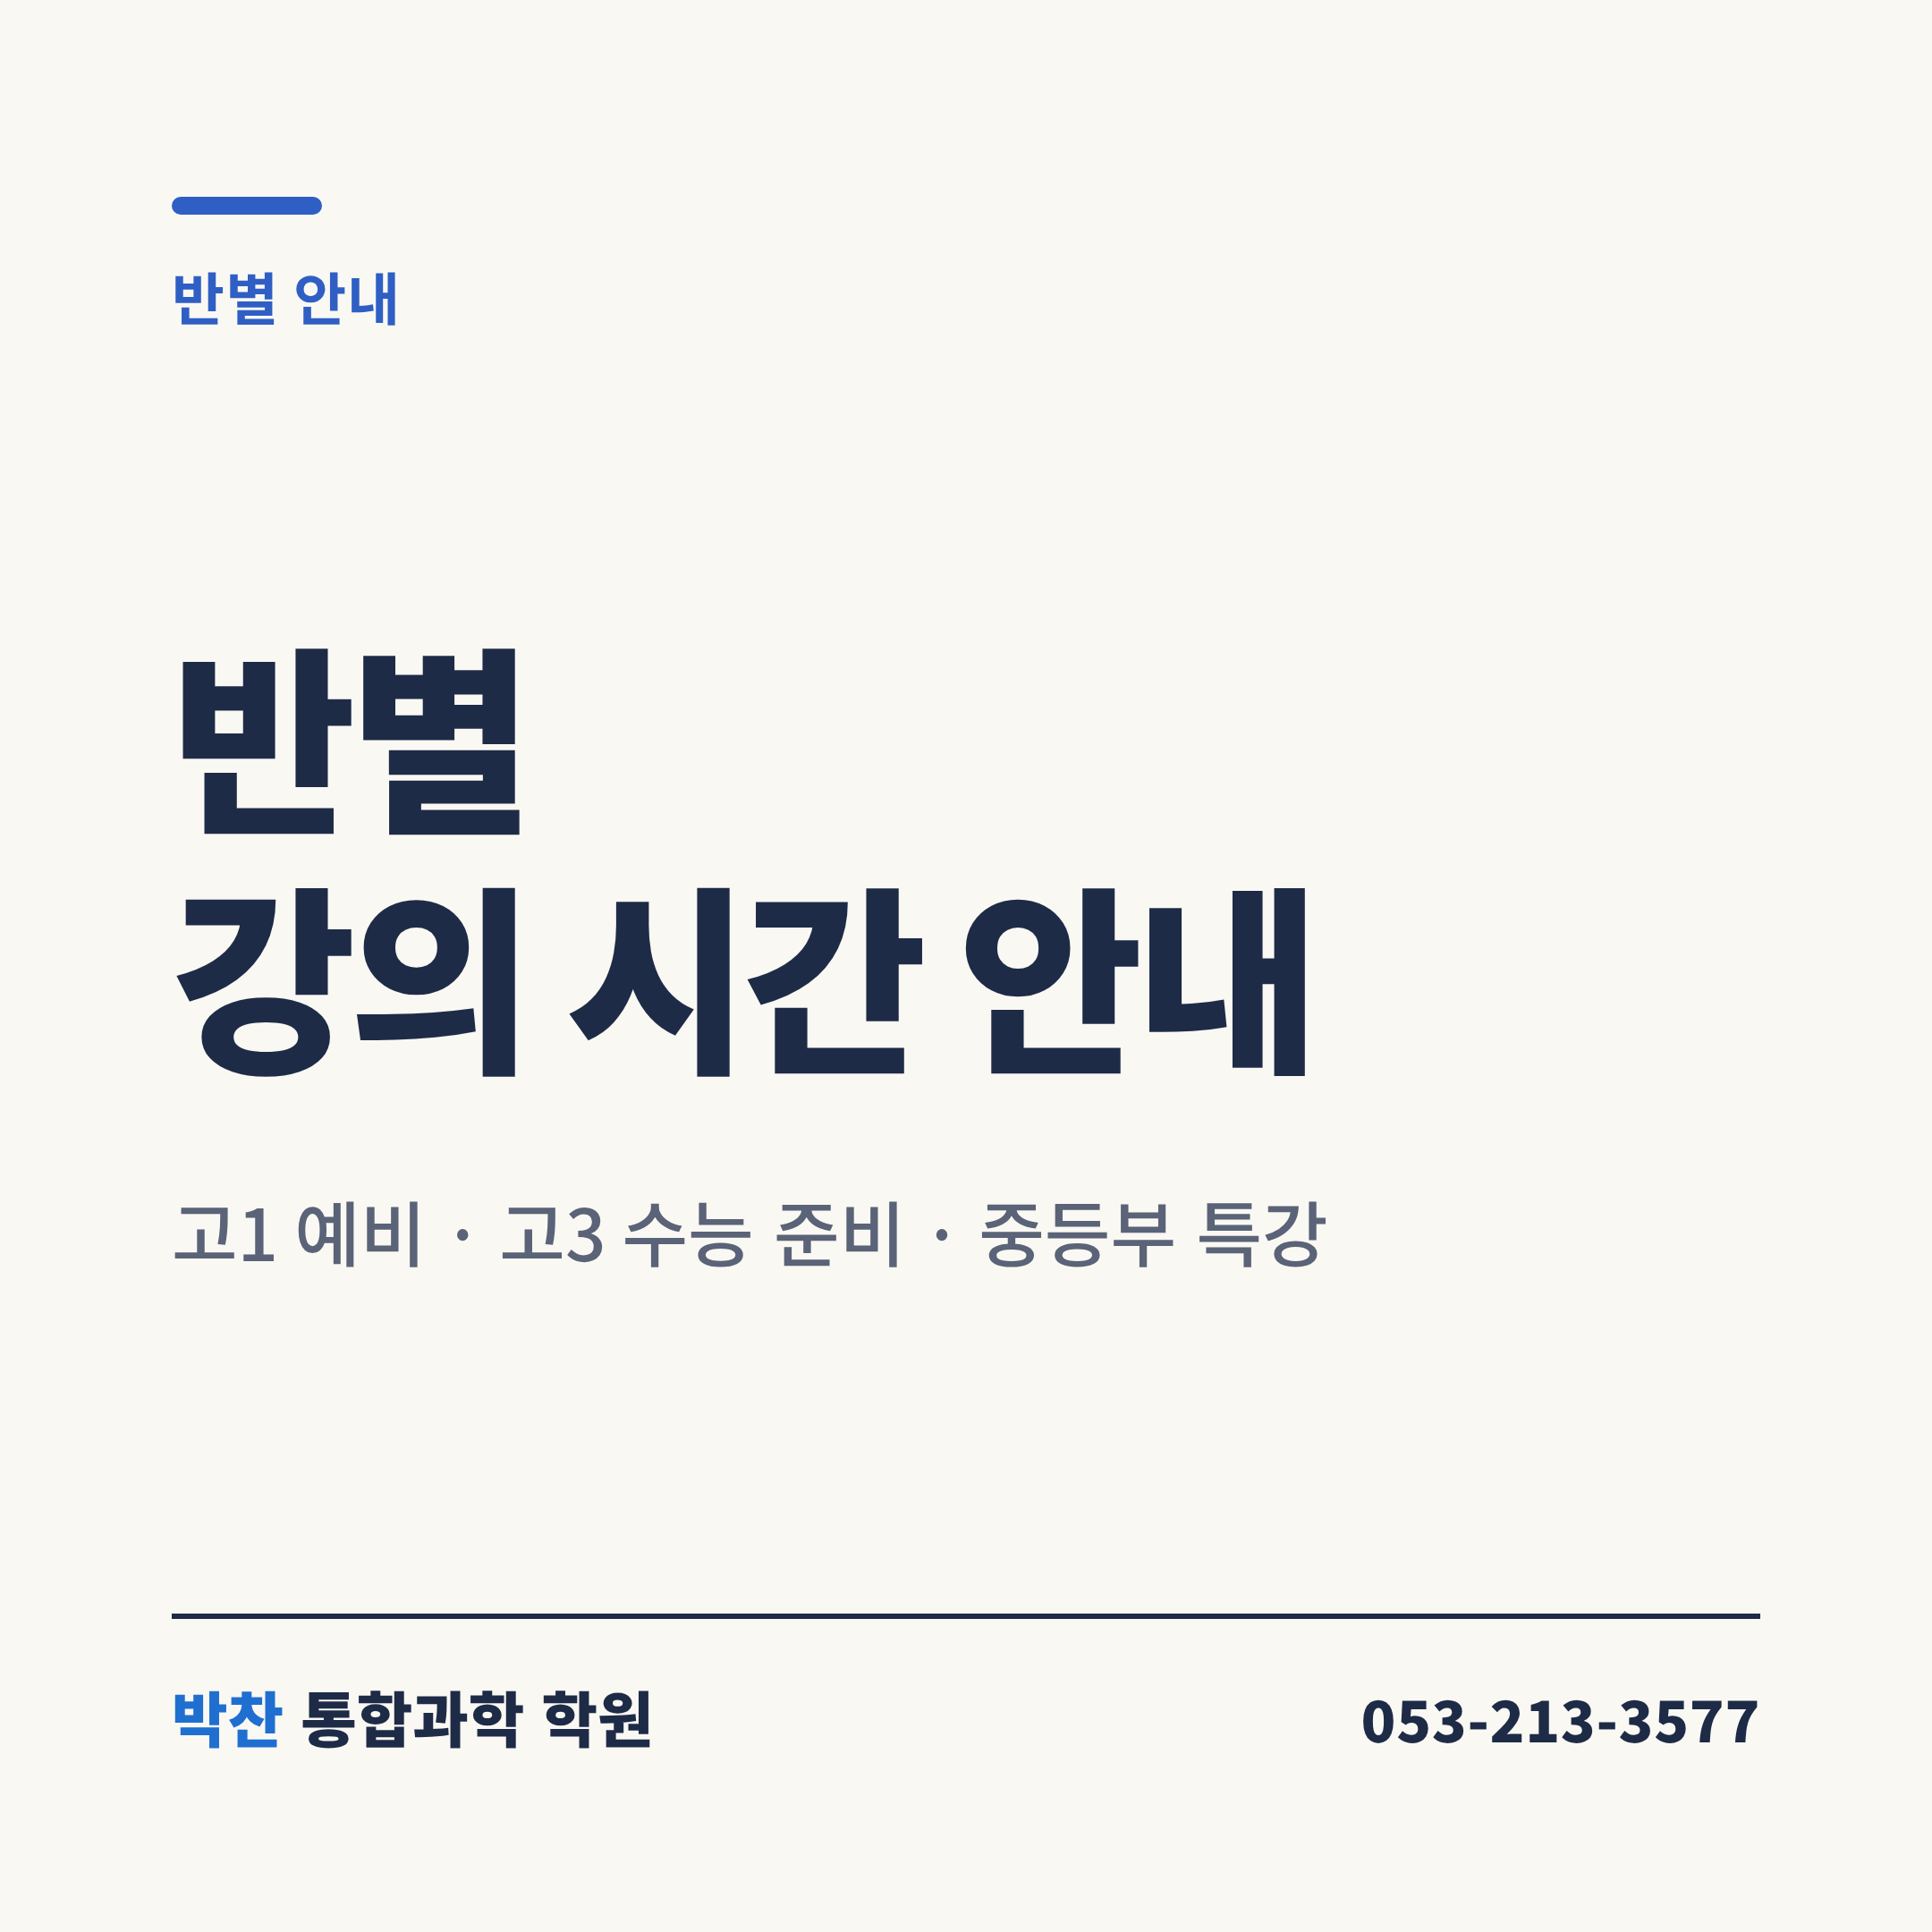 반별 안내
반별
강의 시간 안내
고1 예비 · 고3 수능 준비 · 중등부 특강
박찬 통합과학 학원
053-213-3577